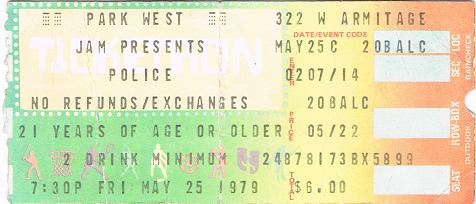 PARK WEST 322 W ARMITAGE
DATE/EVENT CODE
JAM PRESENTS MAY25C 20BALC
TICKETRON
POLICE 0207/14
NO REFUNDS/EXCHANGES 20BALC
PRICE
21 YEARS OF AGE OR OLDER 05/22
2 DRINK MINIMUM 24878173BX5899
7:30P FRI MAY 25 1979 $6.00
TOTAL
LOC
SEC
ROW-BOX
SEAT
RAINCHECK
OUTDOOR